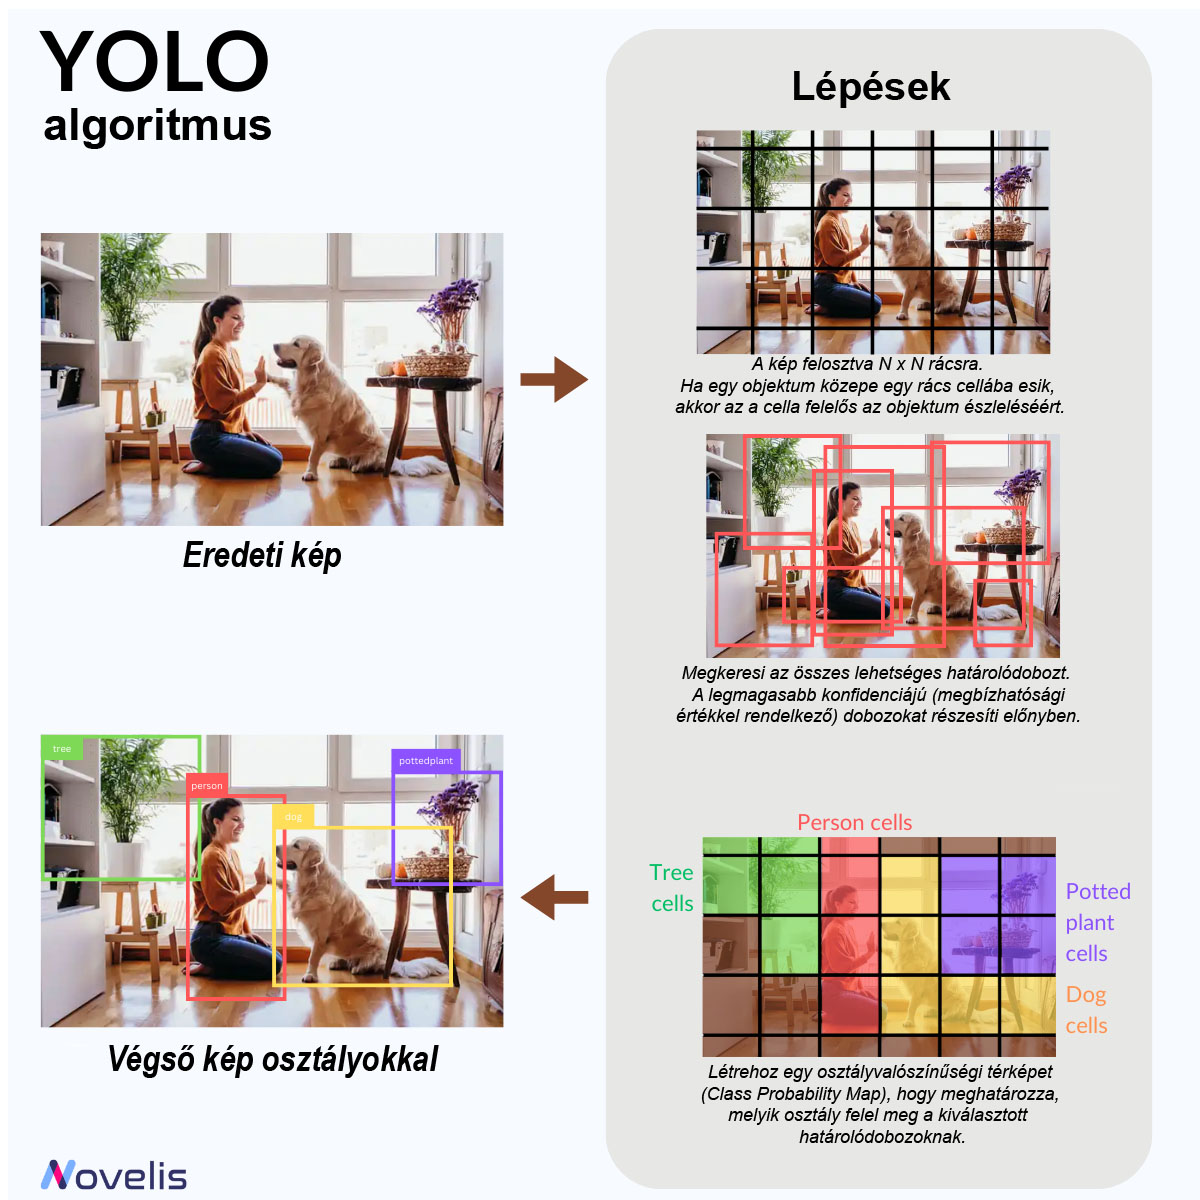 YOLO
algoritmus
Eredeti kép
Lépések
A kép felosztva N x N rácsra.
Ha egy objektum közepe egy rács cellába esik,
akkor az a cella felelős az objektum észleléséért.
Megkeresi az összes lehetséges határolódobozt.
A legmagasabb konfidenciájú (megbízhatósági
értékkel rendelkező) dobozokat részesíti előnyben.
Person cells
Tree
cells
Potted
plant
cells
Dog
cells
Létrehoz egy osztályvalószínűségi térképet
(Class Probability Map), hogy meghatározza,
melyik osztály felel meg a kiválasztott
határolódobozoknak.
tree
person
dog
pottedplant
Végső kép osztályokkal
Novelis